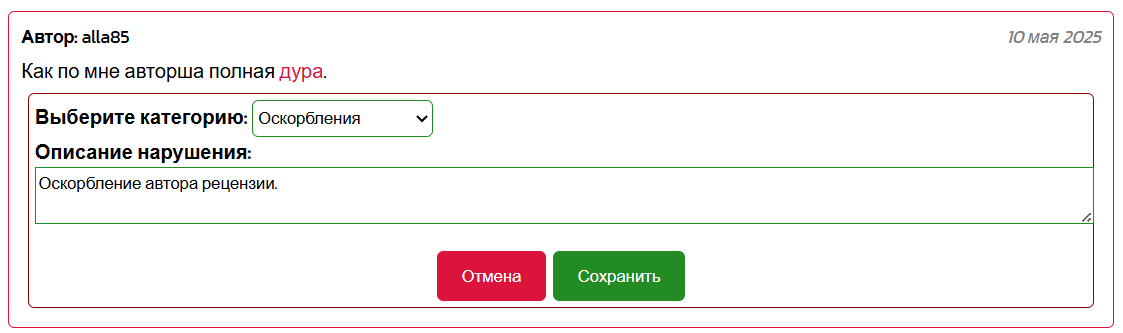 Автор: alla85 10 мая 2025
Как по мне авторша полная дура.
Выберите категорию: Оскорбления
Описание нарушения:
Оскорбление автора рецензии.
Отмена Сохранить